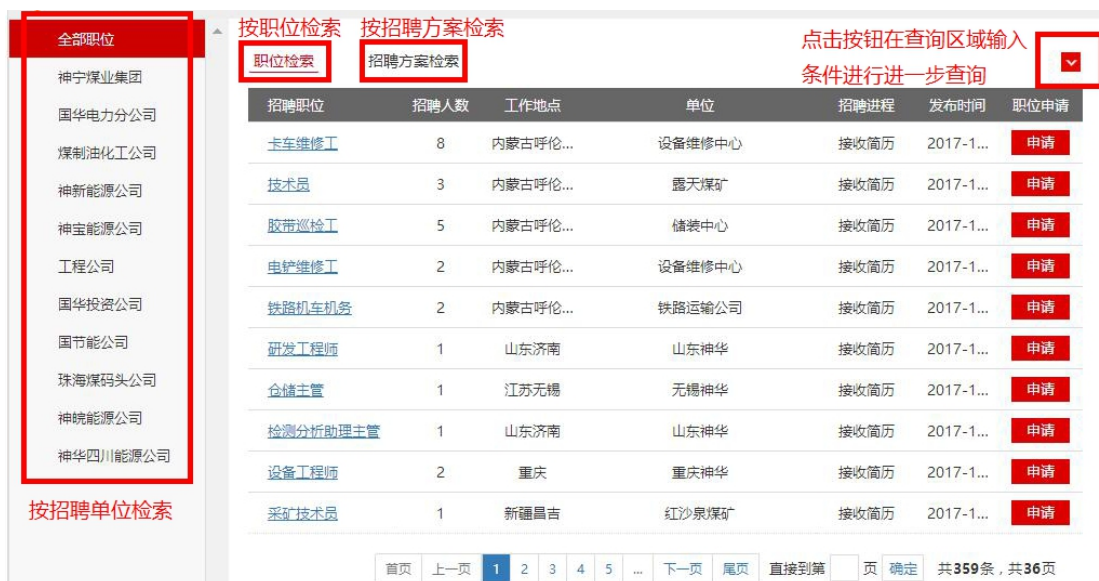 全部职位
神宁煤业集团
国华电力分公司
煤制油化工公司
神新能源公司
神宝能源公司
工程公司
国华投资公司
国节能公司
珠海煤码头公司
神皖能源公司
神华四川能源公司
按招聘单位检索
按职位检索 按招聘方案检索
职位检索 招聘方案检索
点击按钮在查询区域输入
条件进行进一步查询
招聘职位 招聘人数 工作地点 单位 招聘进程 发布时间 职位申请
卡车维修工 8 内蒙古呼伦... 设备维修中心 接收简历 2017-1... 申请
技术员 3 内蒙古呼伦... 露天煤矿 接收简历 2017-1... 申请
胶带巡检工 5 内蒙古呼伦... 储装中心 接收简历 2017-1... 申请
电铲维修工 2 内蒙古呼伦... 设备维修中心 接收简历 2017-1... 申请
铁路机车机务 2 内蒙古呼伦... 铁路运输公司 接收简历 2017-1... 申请
研发工程师 1 山东济南 山东神华 接收简历 2017-1... 申请
仓储主管 1 江苏无锡 无锡神华 接收简历 2017-1... 申请
检测分析助理主管 1 山东济南 山东神华 接收简历 2017-1... 申请
设备工程师 2 重庆 重庆神华 接收简历 2017-1... 申请
采矿技术员 1 新疆昌吉 红沙泉煤矿 接收简历 2017-1... 申请
首页 上一页 1 2 3 4 5 ... 下一页 尾页 直接到第 页 确定 共359条，共36页